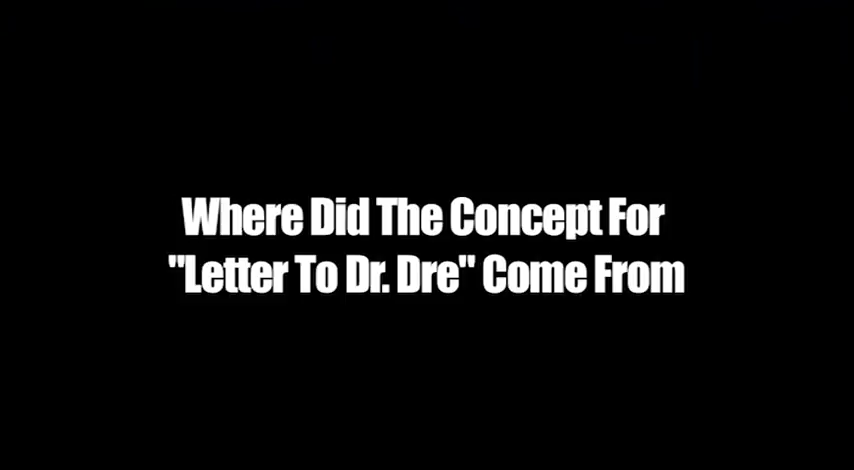 Where Did The Concept For
"Letter To Dr. Dre" Come From